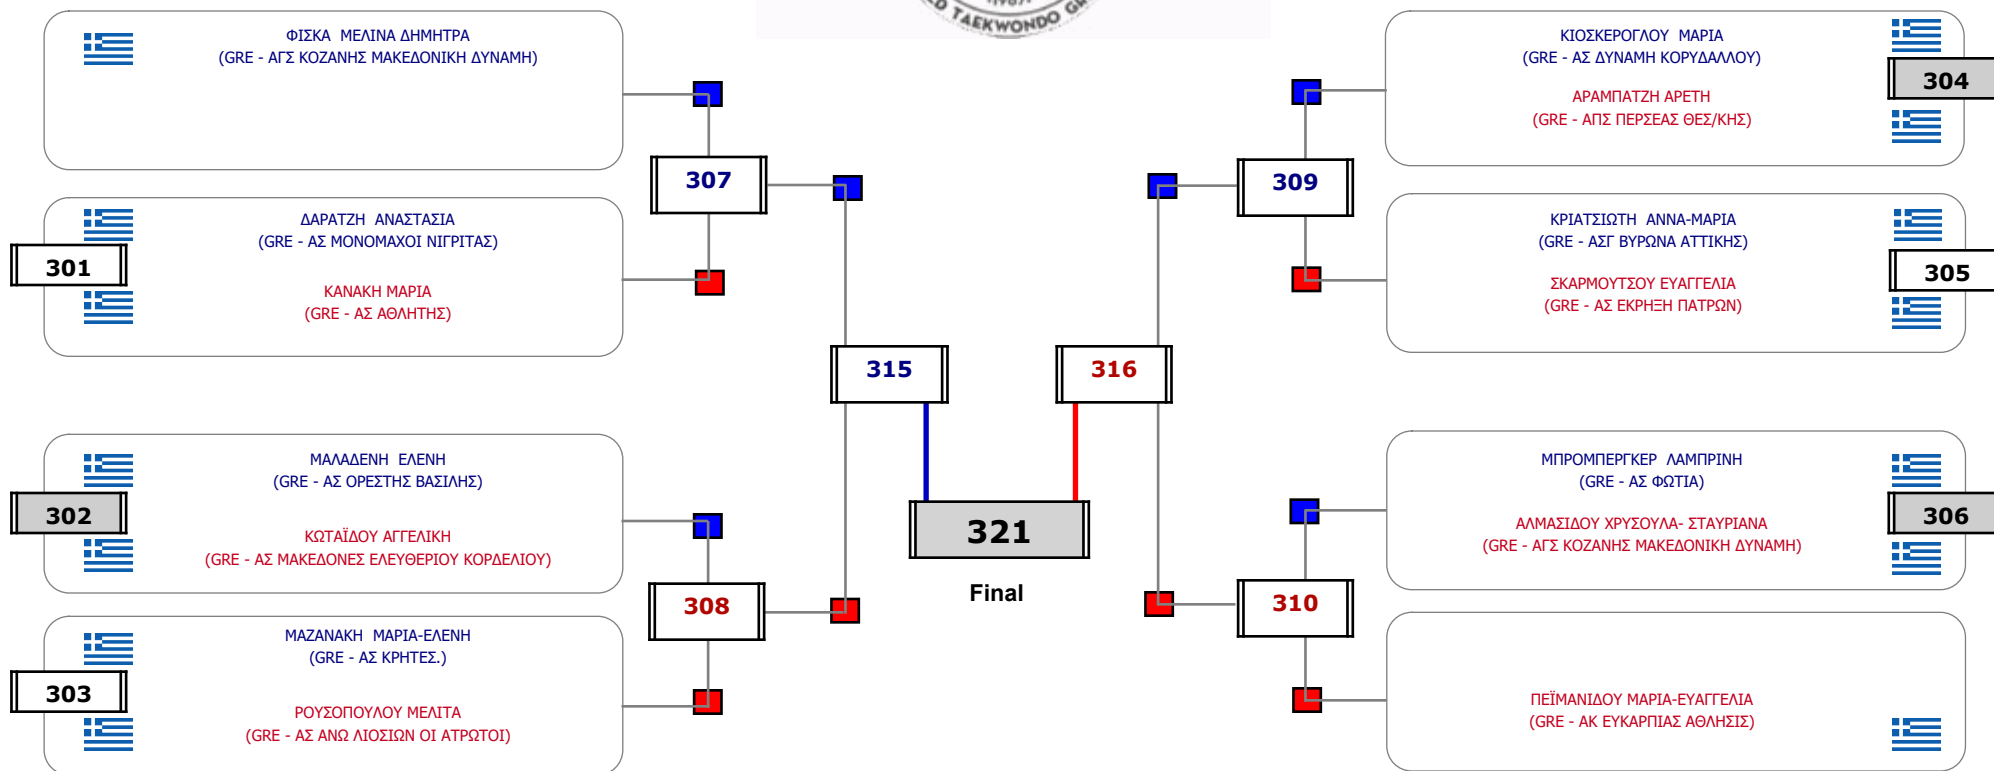 TAEKWONDO
ΦΙΣΚΑ ΜΕΛΙΝΑ ΔΗΜΗΤΡΑ
(GRE - ΑΓΣ ΚΟΖΑΝΗΣ ΜΑΚΕΔΟΝΙΚΗ ΔΥΝΑΜΗ)
307
301
ΔΑΡΑΤΖΗ ΑΝΑΣΤΑΣΙΑ
(GRE - ΑΣ ΜΟΝΟΜΑΧΟΙ ΝΙΓΡΙΤΑΣ)
ΚΑΝΑΚΗ ΜΑΡΙΑ
(GRE - ΑΣ ΑΘΛΗΤΗΣ)
315
302
ΜΑΛΑΔΕΝΗ ΕΛΕΝΗ
(GRE - ΑΣ ΟΡΕΣΤΗΣ ΒΑΣΙΛΗΣ)
ΚΩΤΑΪΔΟΥ ΑΓΓΕΛΙΚΗ
(GRE - ΑΣ ΜΑΚΕΔΟΝΕΣ ΕΛΕΥΘΕΡΙΟΥ ΚΟΡΔΕΛΙΟΥ)
308
303
ΜΑΖΑΝΑΚΗ ΜΑΡΙΑ-ΕΛΕΝΗ
(GRE - ΑΣ ΚΡΗΤΕΣ.)
ΡΟΥΣΟΠΟΥΛΟΥ ΜΕΛΙΤΑ
(GRE - ΑΣ ΑΝΩ ΛΙΟΣΙΩΝ ΟΙ ΑΤΡΩΤΟΙ)
321
Final
ΚΙΟΣΚΕΡΟΓΛΟΥ ΜΑΡΙΑ
(GRE - ΑΣ ΔΥΝΑΜΗ ΚΟΡΥΔΑΛΛΟΥ)
304
ΑΡΑΜΠΑΤΖΗ ΑΡΕΤΗ
(GRE - ΑΠΣ ΠΕΡΣΕΑΣ ΘΕΣ/ΚΗΣ)
309
ΚΡΙΑΤΣΙΩΤΗ ΑΝΝΑ-ΜΑΡΙΑ
(GRE - ΑΣΓ ΒΥΡΩΝΑ ΑΤΤΙΚΗΣ)
305
ΣΚΑΡΜΟΥΤΣΟΥ ΕΥΑΓΓΕΛΙΑ
(GRE - ΑΣ ΕΚΡΗΞΗ ΠΑΤΡΩΝ)
316
ΜΠΡΟΜΠΕΡΓΚΕΡ ΛΑΜΠΡΙΝΗ
(GRE - ΑΣ ΦΩΤΙΑ)
306
ΑΛΜΑΣΙΔΟΥ ΧΡΥΣΟΥΛΑ- ΣΤΑΥΡΙΑΝΑ
(GRE - ΑΓΣ ΚΟΖΑΝΗΣ ΜΑΚΕΔΟΝΙΚΗ ΔΥΝΑΜΗ)
310
ΠΕΪΜΑΝΙΔΟΥ ΜΑΡΙΑ-ΕΥΑΓΓΕΛΙΑ
(GRE - ΑΚ ΕΥΚΑΡΠΙΑΣ ΑΘΛΗΣΙΣ)